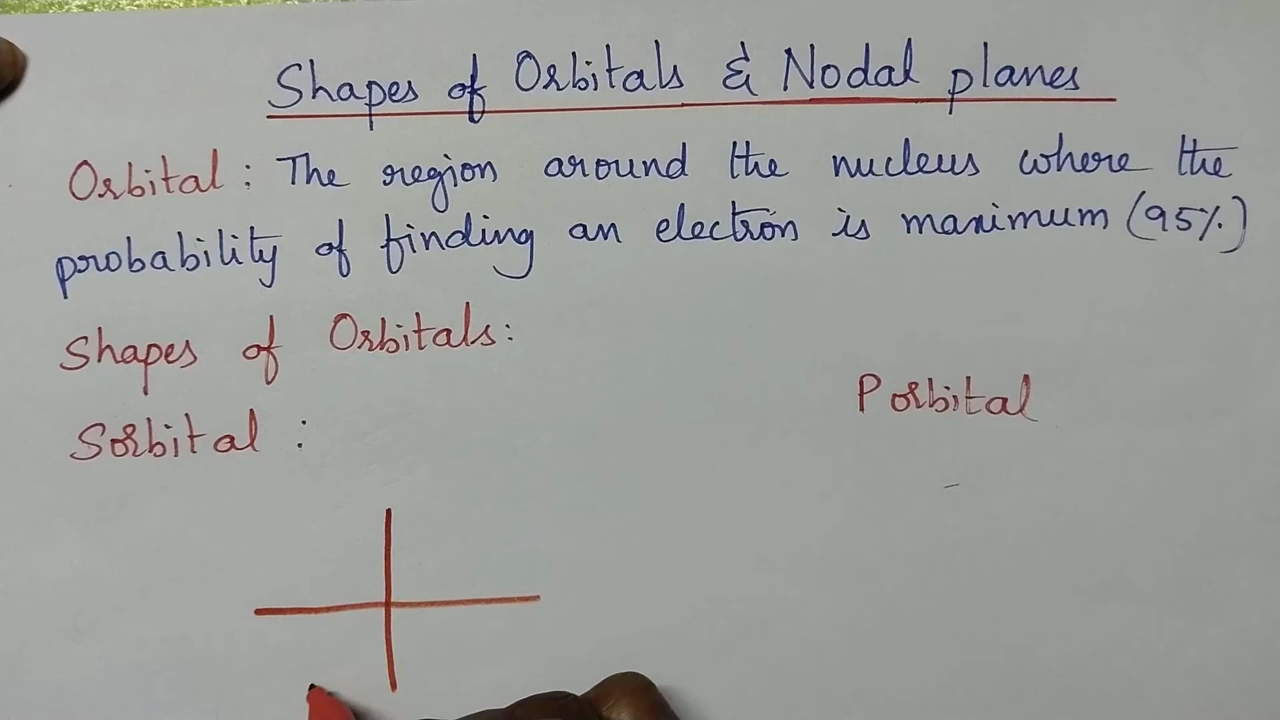 Shapes of Orbitals & Nodal planes
Orbital : The region around the nucleus where the
probability of finding an electron is maximum (95%)
Shapes of Orbitals:
P orbital
Sorbital :